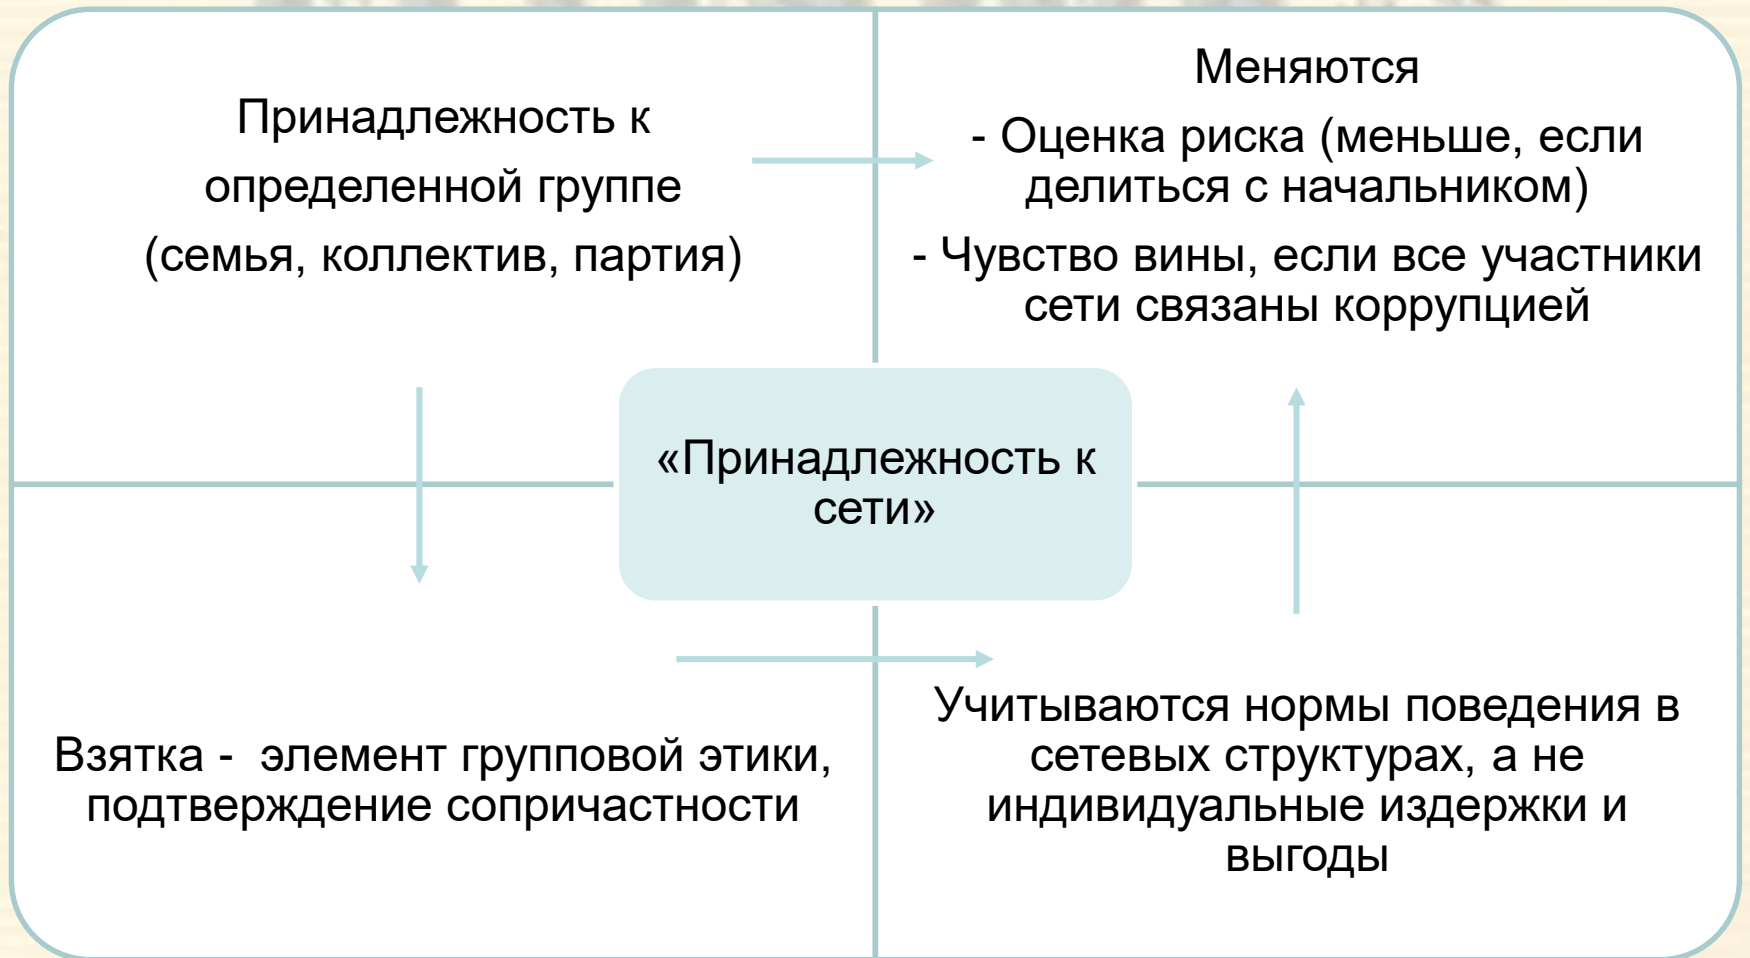 Принадлежность к
определенной группе
(семья, коллектив, партия)
Меняются
- Оценка риска (меньше, если
делиться с начальником)
- Чувство вины, если все участники
сети связаны коррупцией
«Принадлежность к
сети»
Взятка - элемент групповой этики,
подтверждение сопричастности
Учитываются нормы поведения в
сетевых структурах, а не
индивидуальные издержки и
выгоды